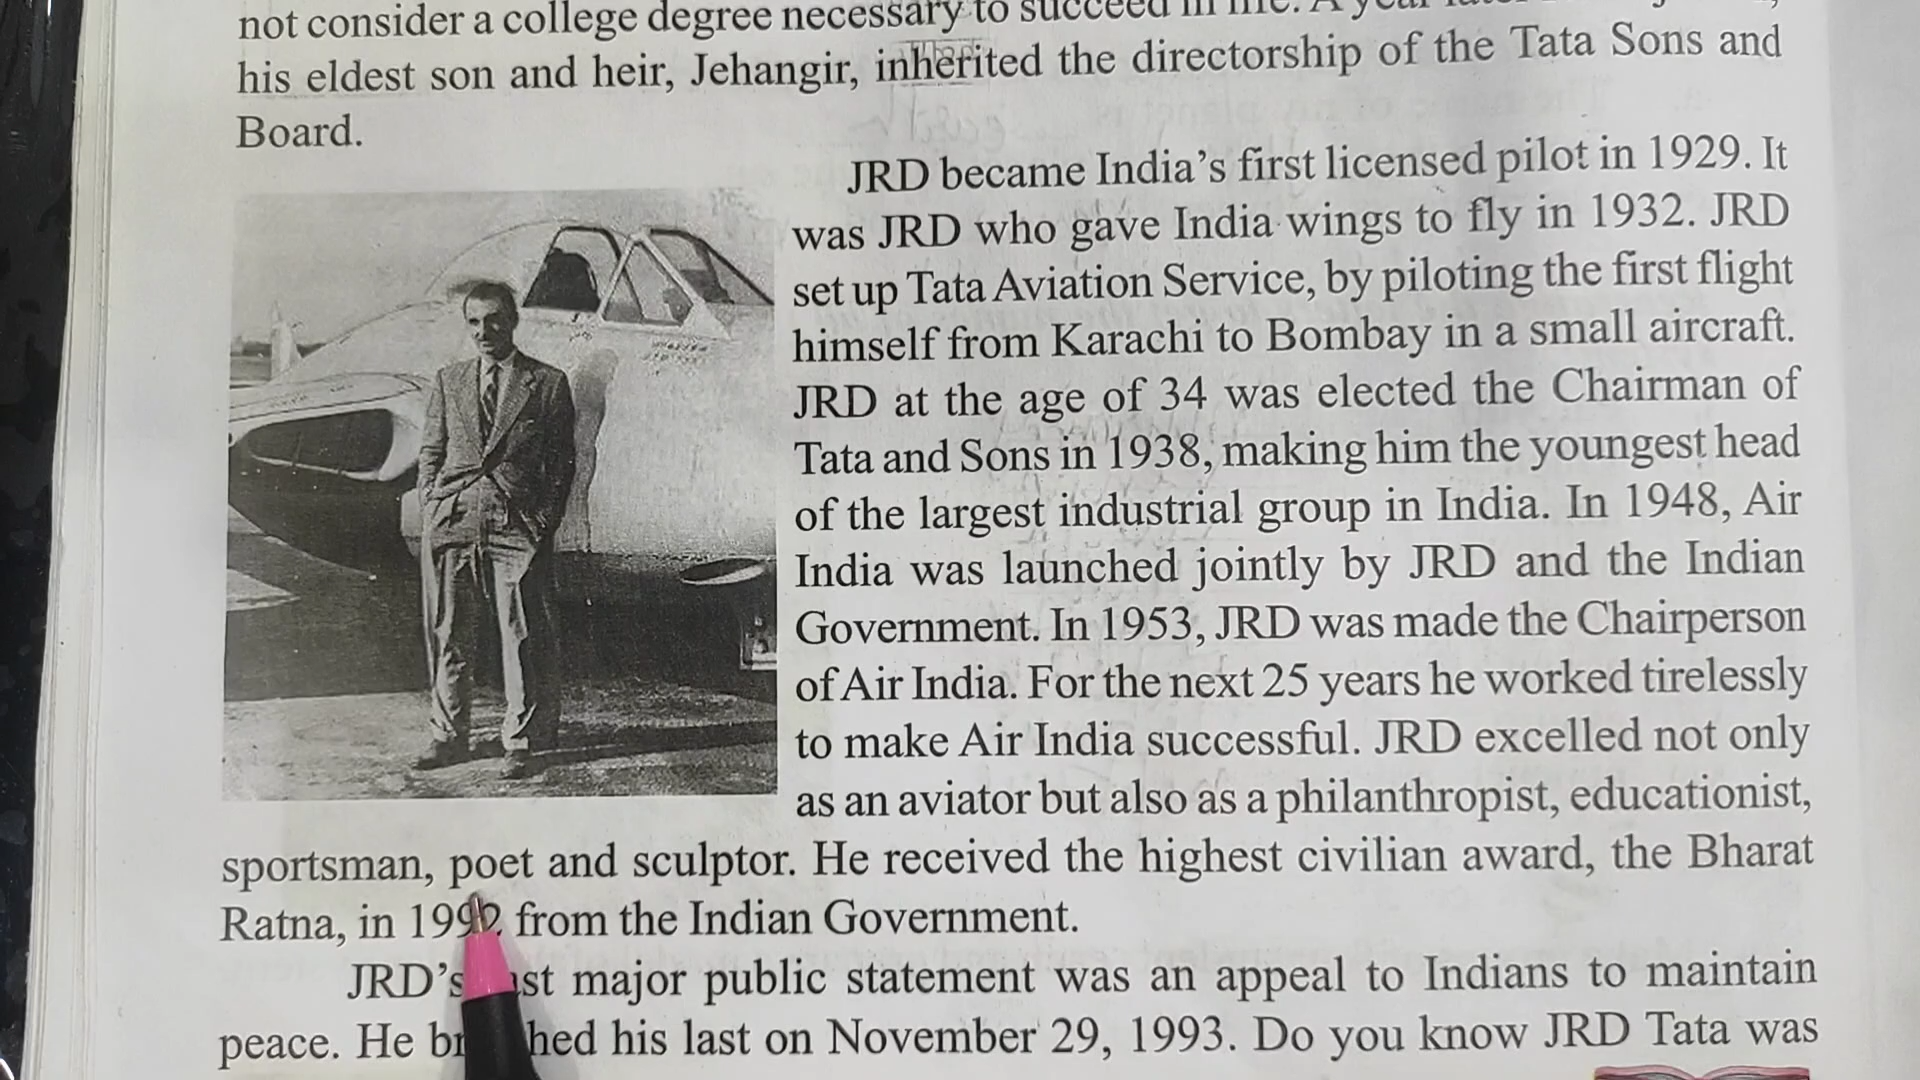 not consider a college degree necessary to succeed in life. A year later
his eldest son and heir, Jehangir, inherited the directorship of the Tata Sons and
Board.
JRD became India's first licensed pilot in 1929. It
was JRD who gave India wings to fly in 1932. JRD
set up Tata Aviation Service, by piloting the first flight
himself from Karachi to Bombay in a small aircraft.
JRD at the age of 34 was elected the Chairman of
Tata and Sons in 1938, making him the youngest head
of the largest industrial group in India. In 1948, Air
India was launched jointly by JRD and the Indian
Government. In 1953, JRD was made the Chairperson
of Air India. For the next 25 years he worked tirelessly
to make Air India successful. JRD excelled not only
as an aviator but also as a philanthropist, educationist,
sportsman, poet and sculptor. He received the highest civilian award, the Bharat
Ratna, in 1992 from the Indian Government.
JRD's last major public statement was an appeal to Indians to maintain
peace. He breathed his last on November 29, 1993. Do you know JRD Tata was